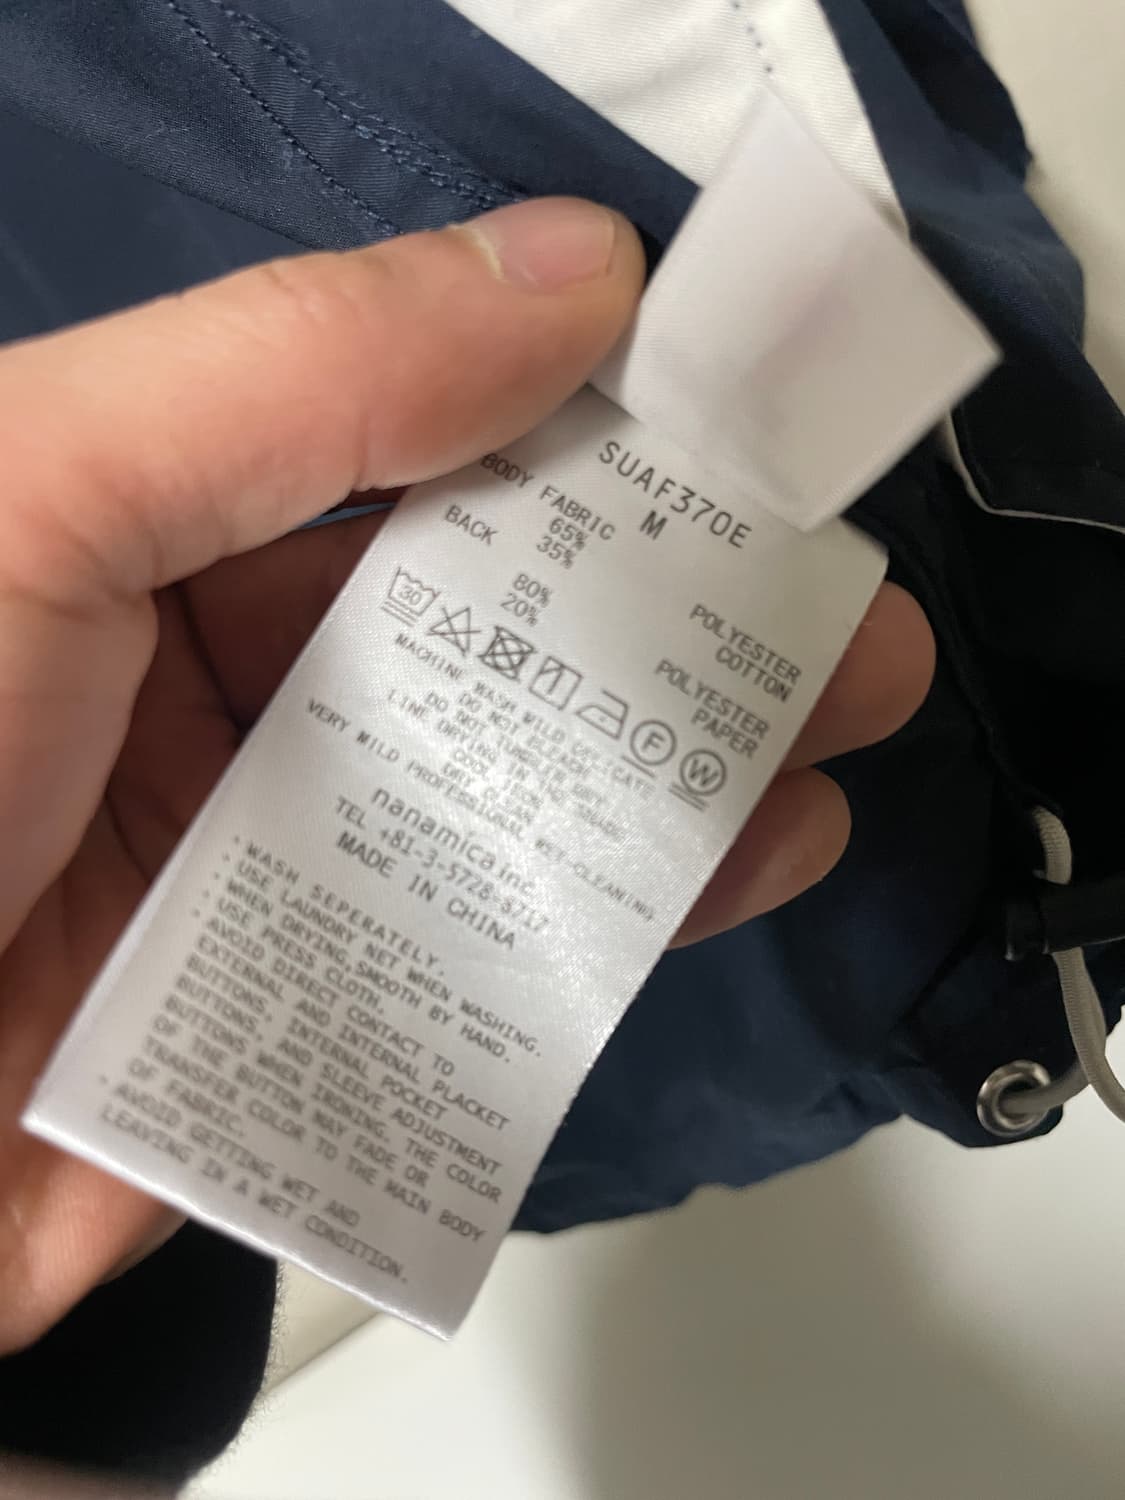 SUAF370E
M
BODY FABRIC
65% POLYESTER
35% COTTON
BACK
80% POLYESTER
20% PAPER
30
F
W
MACHINE WASH MILD DELICATE
DO NOT BLEACH
DO NOT TUMBLE DRY
LINE DRYING IN THE SHADE
COOL IRON
DRY CLEAN
VERY MILD PROFESSIONAL WET-CLEANING
nanamica.inc
TEL +81-3-5728-8717
MADE IN CHINA
・WASH SEPERATELY.
・USE LAUNDRY NET WHEN WASHING.
・WHEN DRYING, SMOOTH BY HAND.
・USE PRESS CLOTH.
AVOID DIRECT CONTACT TO
EXTERNAL AND INTERNAL PLACKET
BUTTONS, INTERNAL POCKET
BUTTONS, AND SLEEVE ADJUSTMENT
BUTTONS WHEN IRONING. THE COLOR
OF THE BUTTON MAY FADE OR
TRANSFER COLOR TO THE MAIN BODY
OF FABRIC.
・AVOID GETTING WET AND
LEAVING IN A WET CONDITION.